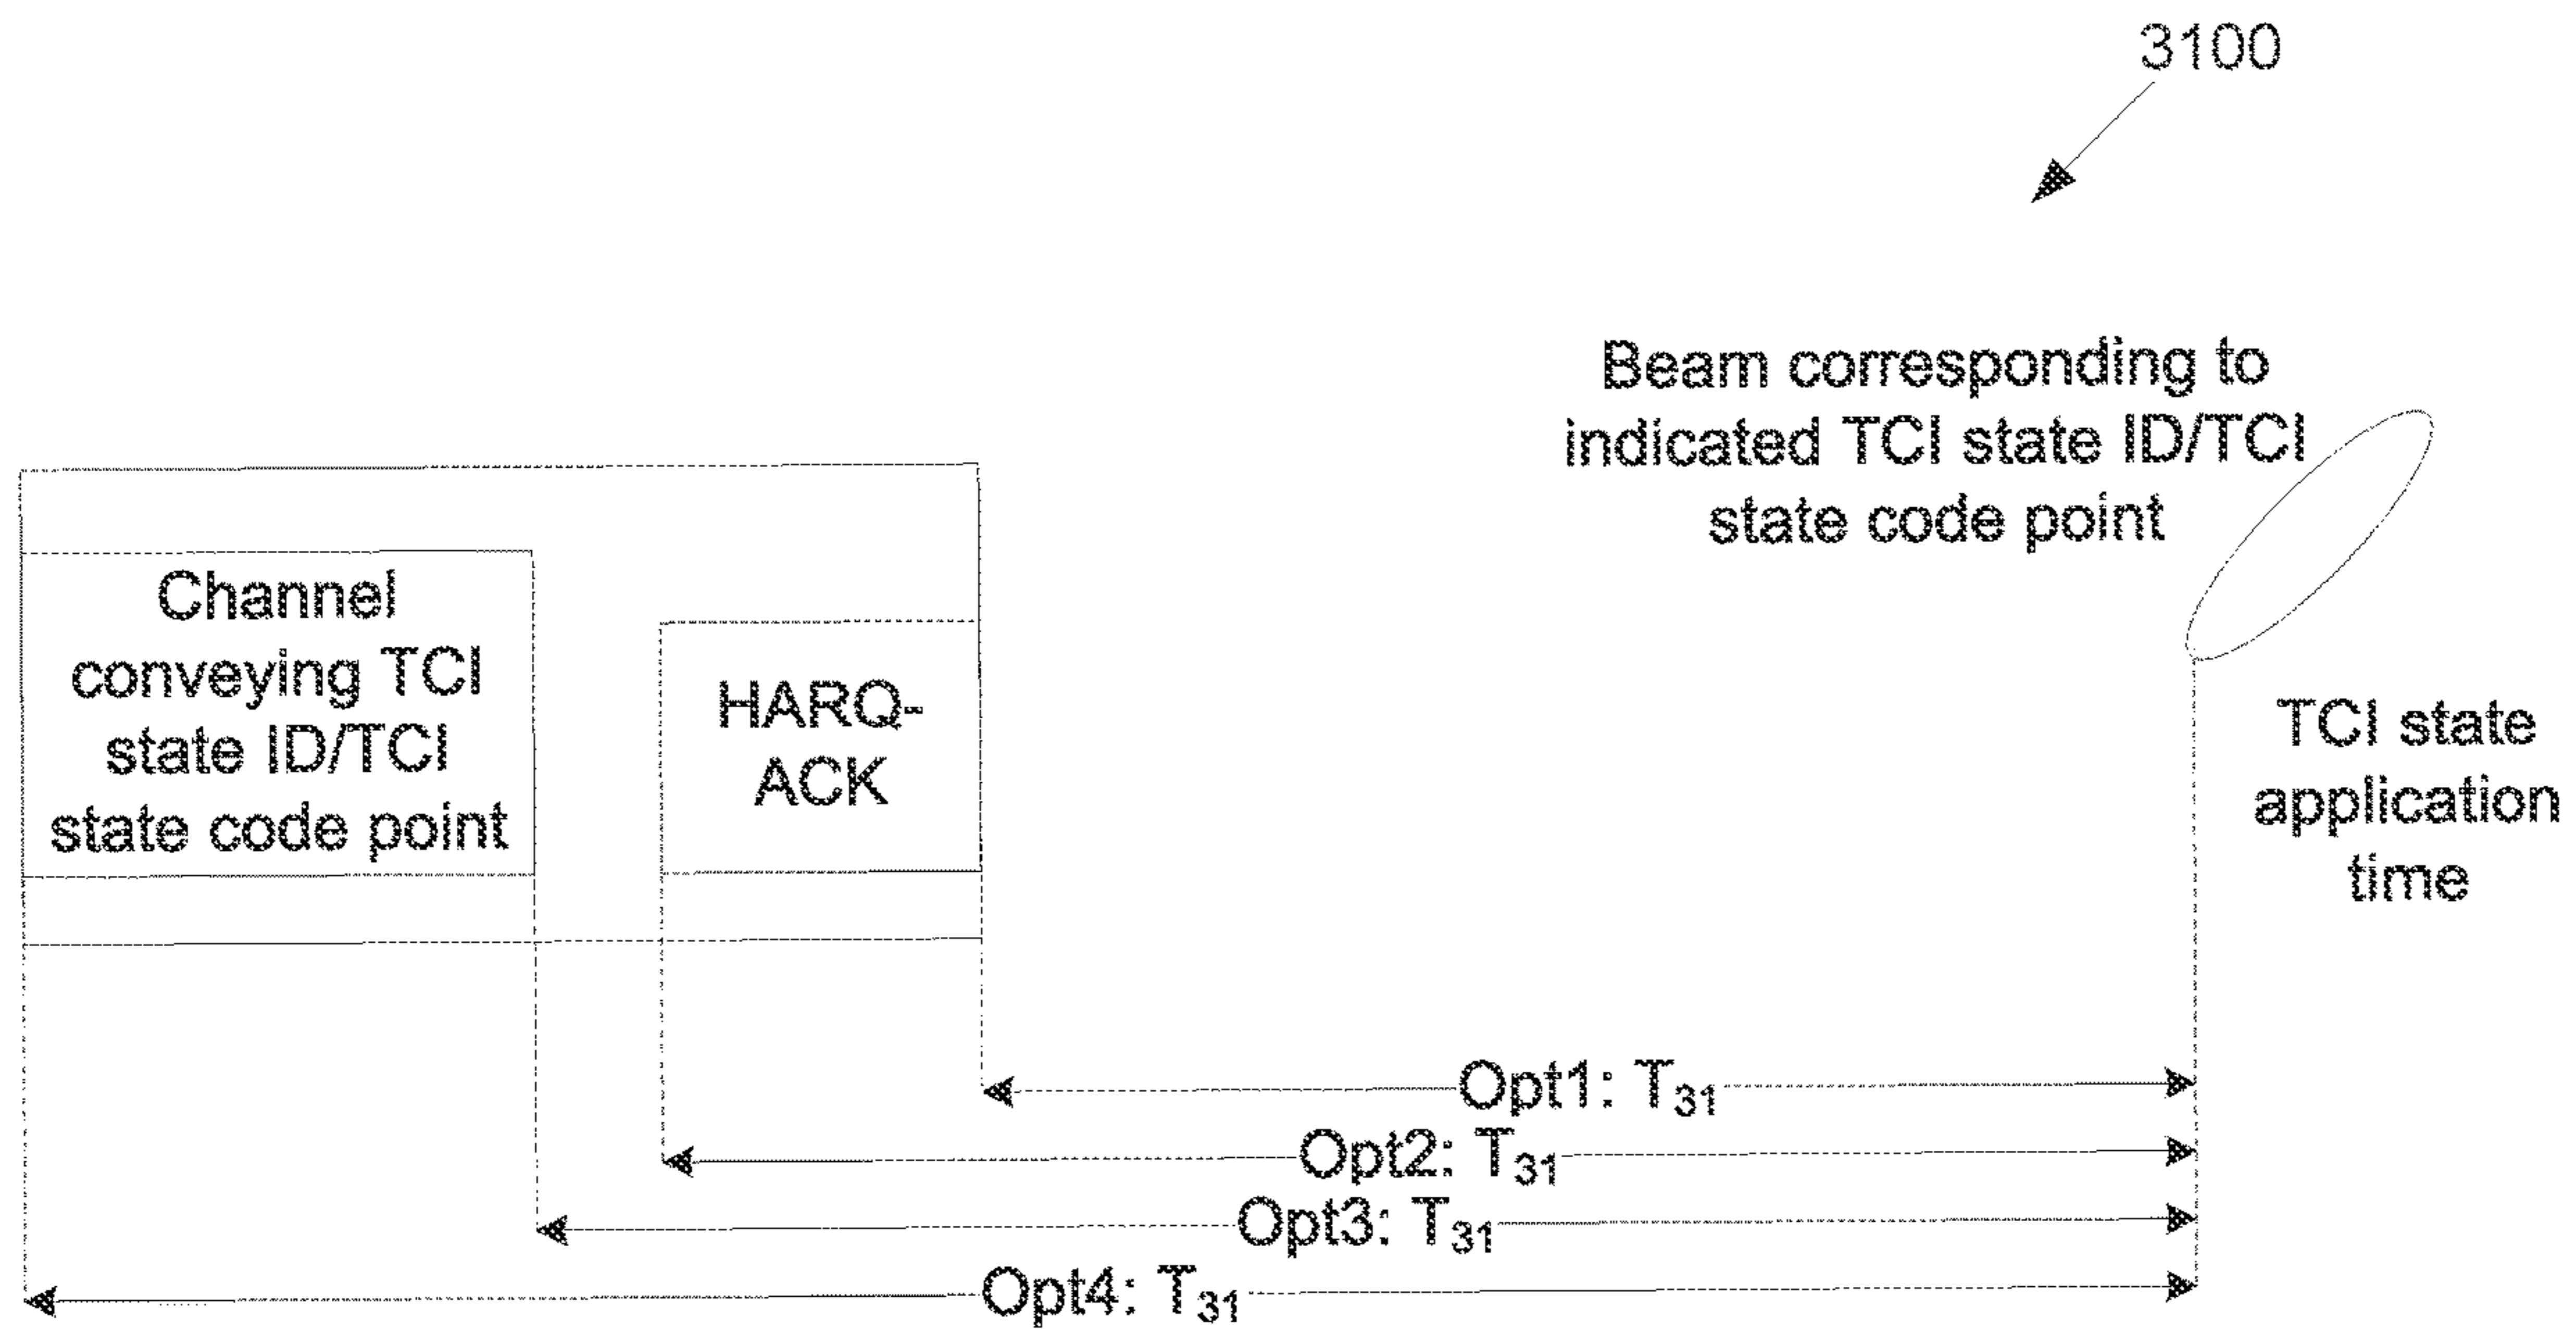 3100
Beam corresponding to
indicated TCI state ID/TCI
state code point
Channel
conveying TCI
state ID/TCI
state code point
HARQ-
ACK
TCI state
application
time
Opt1: T31
Opt2: T31
Opt3: T31
Opt4: T31